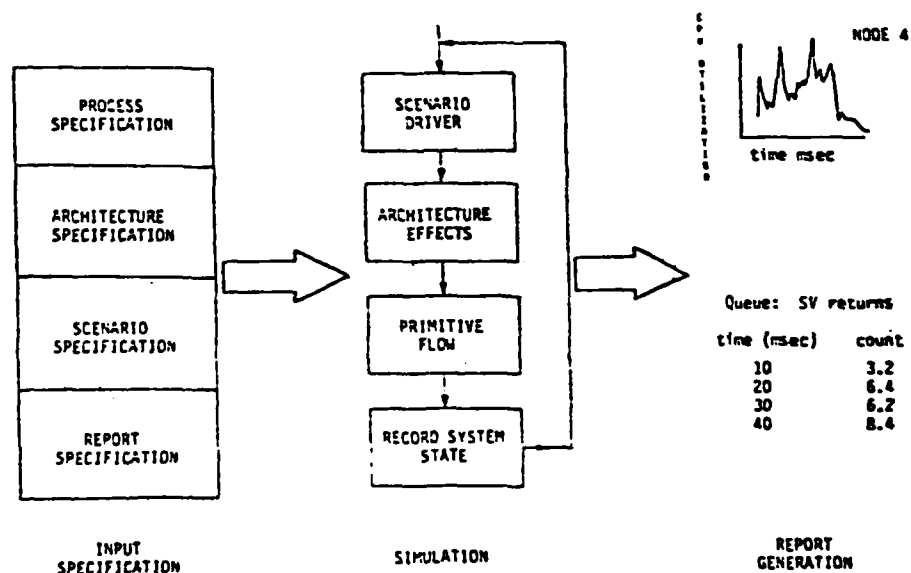 PROCESS
SPECIFICATION
ARCHITECTURE
SPECIFICATION
SCENARIO
SPECIFICATION
REPORT
SPECIFICATION
INPUT
SPECIFICATION
SCENARIO
DRIVER
ARCHITECTURE
EFFECTS
PRIMITIVE
FLOW
RECORD SYSTEM
STATE
SIMULATION
CPU UTILIZATION
NODE 4
time msec
Queue: SV returns
time (msec) count
10 3.2
20 6.4
30 6.2
40 8.4
REPORT
GENERATION